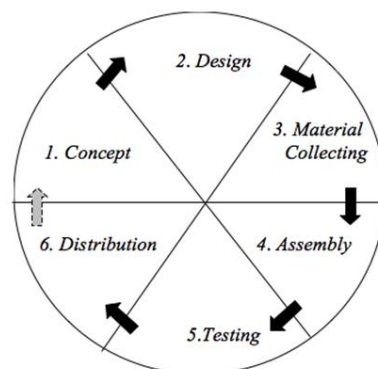 1. Concept
2. Design
3. Material
Collecting
4. Assembly
5.Testing
6. Distribution